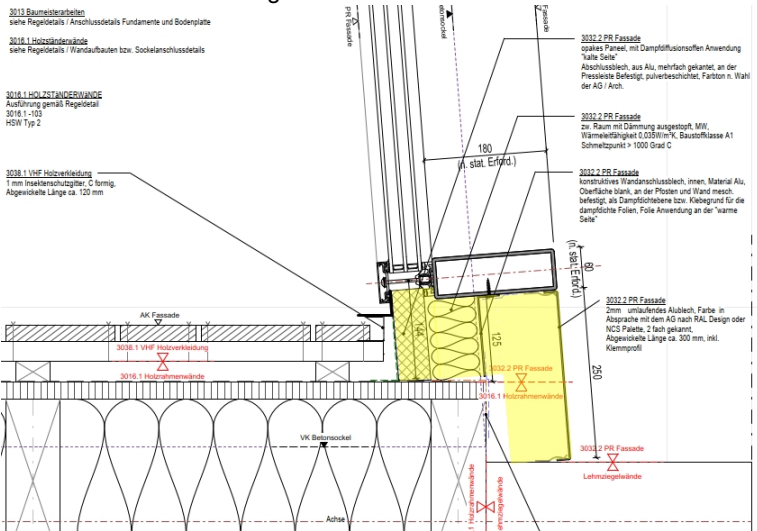 3013 Baumeisterarbeiten
siehe Regeldetails / Anschlussdetails Fundamente und Bodenplatte
3016.1 Holzständerwände
siehe Regeldetails / Wandaufbauten bzw. Sockelanschlussdetails
3016.1 HOLZSTÄNDERWÄNDE
Ausführung gemäß Regeldetail
3016.1 -103
HSW Typ 2
3038.1 VHF Holzverkleidung
1 mm Insektenschutzgitter, C formig,
Abgewickelte Länge ca. 120 mm
PR Fassade
etonsockel
Fassade
3032.2 PR Fassade
opakes Paneel, mit Dampfdiffusionsoffen Anwendung
"kalte Seite"
Abschlussblech, aus Alu, mehrfach gekantet, an der
Pressleiste Befestigt, pulverbeschichtet, Farbton n. Wahl
der AG / Arch.
3032.2 PR Fassade
zw. Raum mit Dämmung ausgestopft, MW,
Wärmeleitfähigkeit 0,035W/m²K, Baustoffklasse A1
Schmeltzpunkt > 1000 Grad C
3032.2 PR Fassade
konstruktives Wandanschlussblech, innen, Material Alu,
Oberfläche blank, an der Pfosten und Wand mesch.
befestigt, als Dampfdichtebene bzw. Klebegrund für die
dampfdichte Folien, Folie Anwendung an der "warme
Seite"
3032.2 PR Fassade
2mm umlaufendes Alublech, Farbe in
Absprache mit dem AG nach RAL Design oder
NCS Palette, 2 fach gekannt,
Abgewickelte Länge ca. 300 mm, inkl.
Klemmprofil
180
(n. stat. Erford.)
60
(n. stat. Erford.)
144
125
250
AK Fassade
3038.1 VHF Holzverkleidung
3016.1 Holzrahmenwände
3032.2 PR Fassade
3016.1 Holzrahmenwände
VK Betonsockel
3032.2 PR Fassade
Lehmziegelwände
1 Holzrahmenwände
ehmziegelwände
Achse